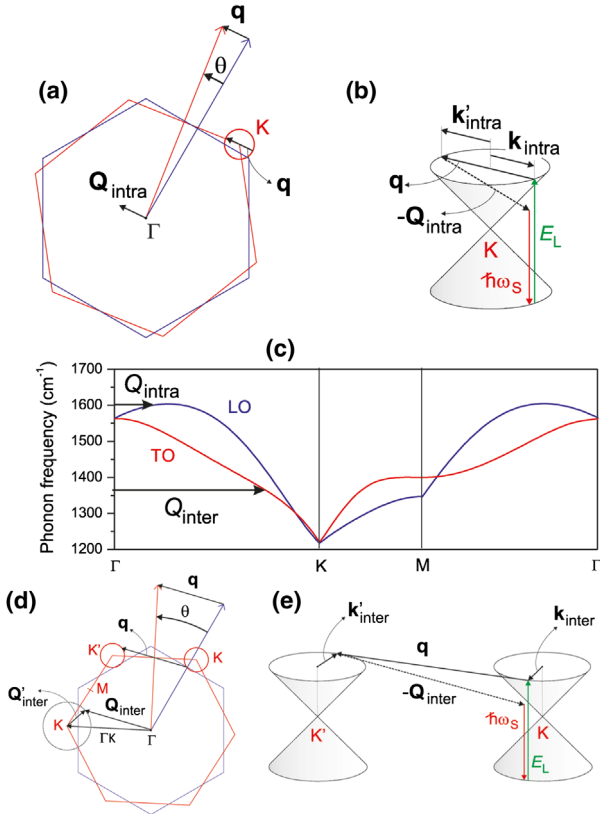 (a)
q
θ
K
Q intra
q
Γ
(b)
k′ intra
k intra
q
-Q intra
E L
K
ħω S
(c)
Phonon frequency (cm⁻¹)
1700
1600
1500
1400
1300
1200
Q intra
LO
TO
Q inter
Γ
K
M
Γ
(d)
q
q
θ
K′
K
M
Q′ inter
Q inter
K
ΓK
Γ
(e)
k′ inter
k inter
q
-Q inter
ħω S
K′
K
E L